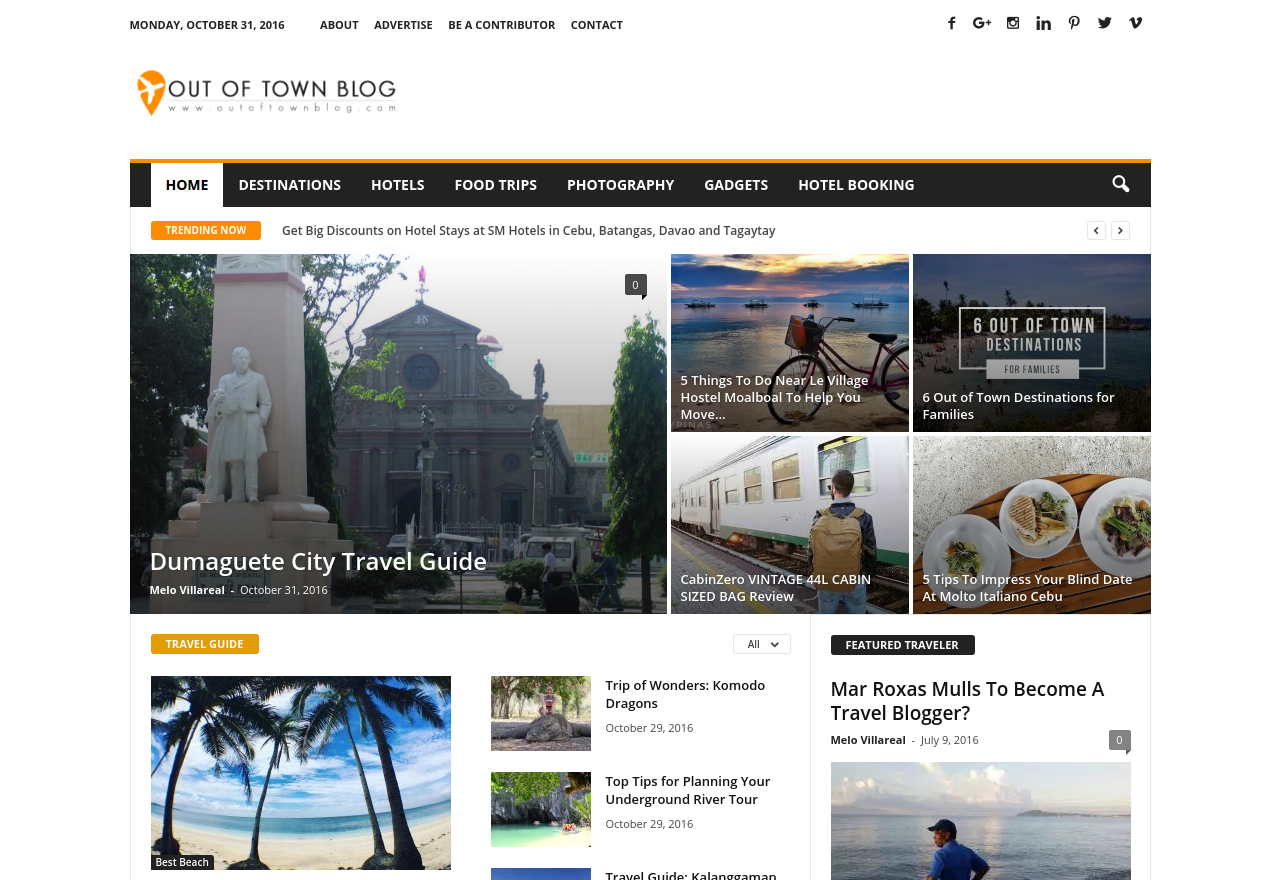 MONDAY, OCTOBER 31, 2016
ABOUT
ADVERTISE
BE A CONTRIBUTOR
CONTACT
OUT OF TOWN BLOG
www.outoftownblog.com
HOME
DESTINATIONS
HOTELS
FOOD TRIPS
PHOTOGRAPHY
GADGETS
HOTEL BOOKING
TRENDING NOW
Get Big Discounts on Hotel Stays at SM Hotels in Cebu, Batangas, Davao and Tagaytay
0
Dumaguete City Travel Guide
Melo Villareal - October 31, 2016
5 Things To Do Near Le Village
Hostel Moalboal To Help You
Move...
PINAS
6 OUT OF TOWN
DESTINATIONS
FOR FAMILIES
6 Out of Town Destinations for
Families
CabinZero VINTAGE 44L CABIN
SIZED BAG Review
5 Tips To Impress Your Blind Date
At Molto Italiano Cebu
TRAVEL GUIDE
All
Best Beach
Trip of Wonders: Komodo
Dragons
October 29, 2016
Top Tips for Planning Your
Underground River Tour
October 29, 2016
Travel Guide: Kalanggaman
FEATURED TRAVELER
Mar Roxas Mulls To Become A
Travel Blogger?
Melo Villareal - July 9, 2016
0